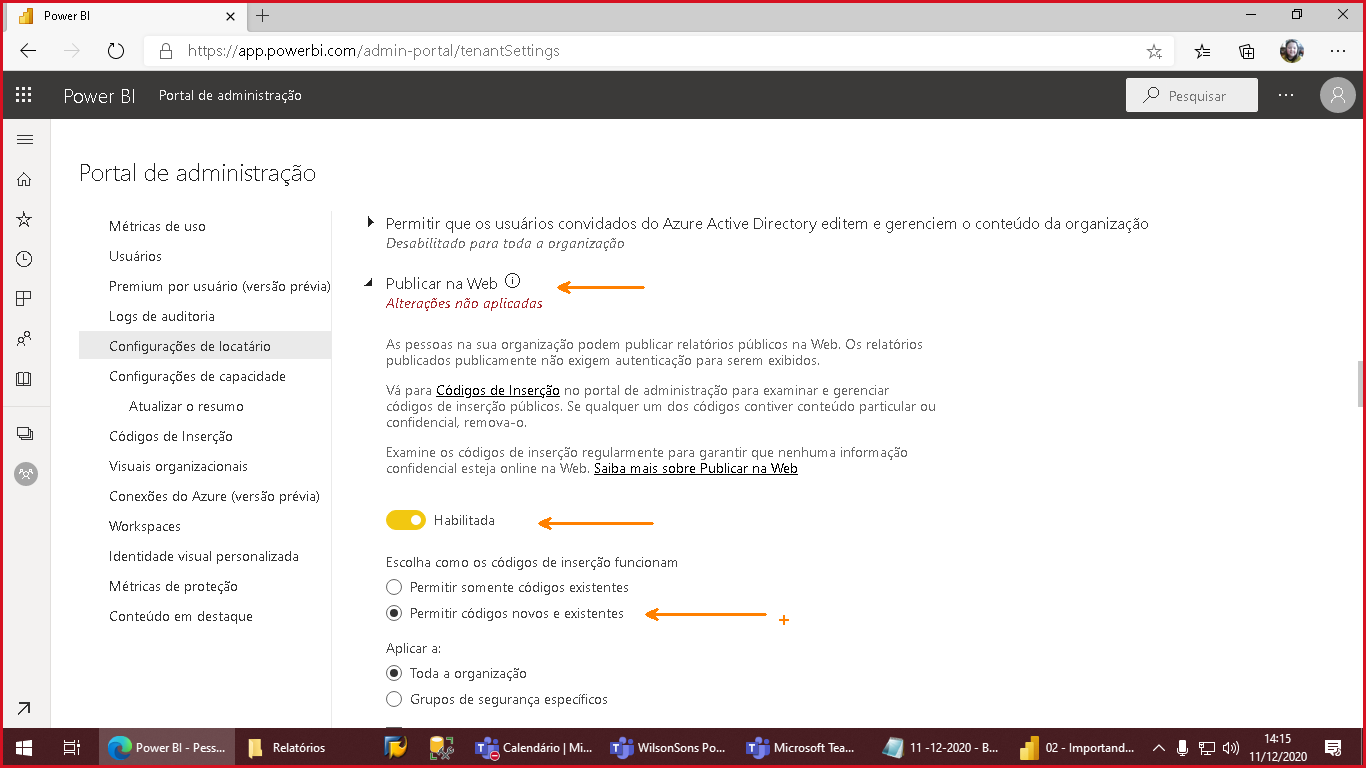 Power BI
https://app.powerbi.com/admin-portal/tenantSettings
Power BI Portal de administração
Pesquisar
Portal de administração
Métricas de uso
Usuários
Premium por usuário (versão prévia)
Logs de auditoria
Configurações de locatário
Configurações de capacidade
Atualizar o resumo
Códigos de Inserção
Visuais organizacionais
Conexões do Azure (versão prévia)
Workspaces
Identidade visual personalizada
Métricas de proteção
Conteúdo em destaque
Permitir que os usuários convidados do Azure Active Directory editem e gerenciem o conteúdo da organização
Desabilitado para toda a organização
Publicar na Web
Alterações não aplicadas
As pessoas na sua organização podem publicar relatórios públicos na Web. Os relatórios
publicados publicamente não exigem autenticação para serem exibidos.
Vá para Códigos de Inserção no portal de administração para examinar e gerenciar
códigos de inserção públicos. Se qualquer um dos códigos contiver conteúdo particular ou
confidencial, remova-o.
Examine os códigos de inserção regularmente para garantir que nenhuma informação
confidencial esteja online na Web. Saiba mais sobre Publicar na Web
Habilitada
Escolha como os códigos de inserção funcionam
Permitir somente códigos existentes
Permitir códigos novos e existentes
Aplicar a:
Toda a organização
Grupos de segurança específicos
Power BI - Pess...
Relatórios
Calendário | Mi...
WilsonSons Po...
Microsoft Tea...
11 -12-2020 - B...
02 - Importand...
14:15
11/12/2020